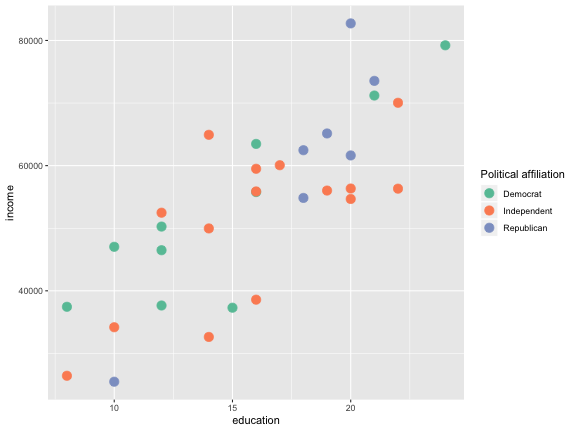 80000
60000
40000
income
10
15
20
education
Political affiliation
Democrat
Independent
Republican